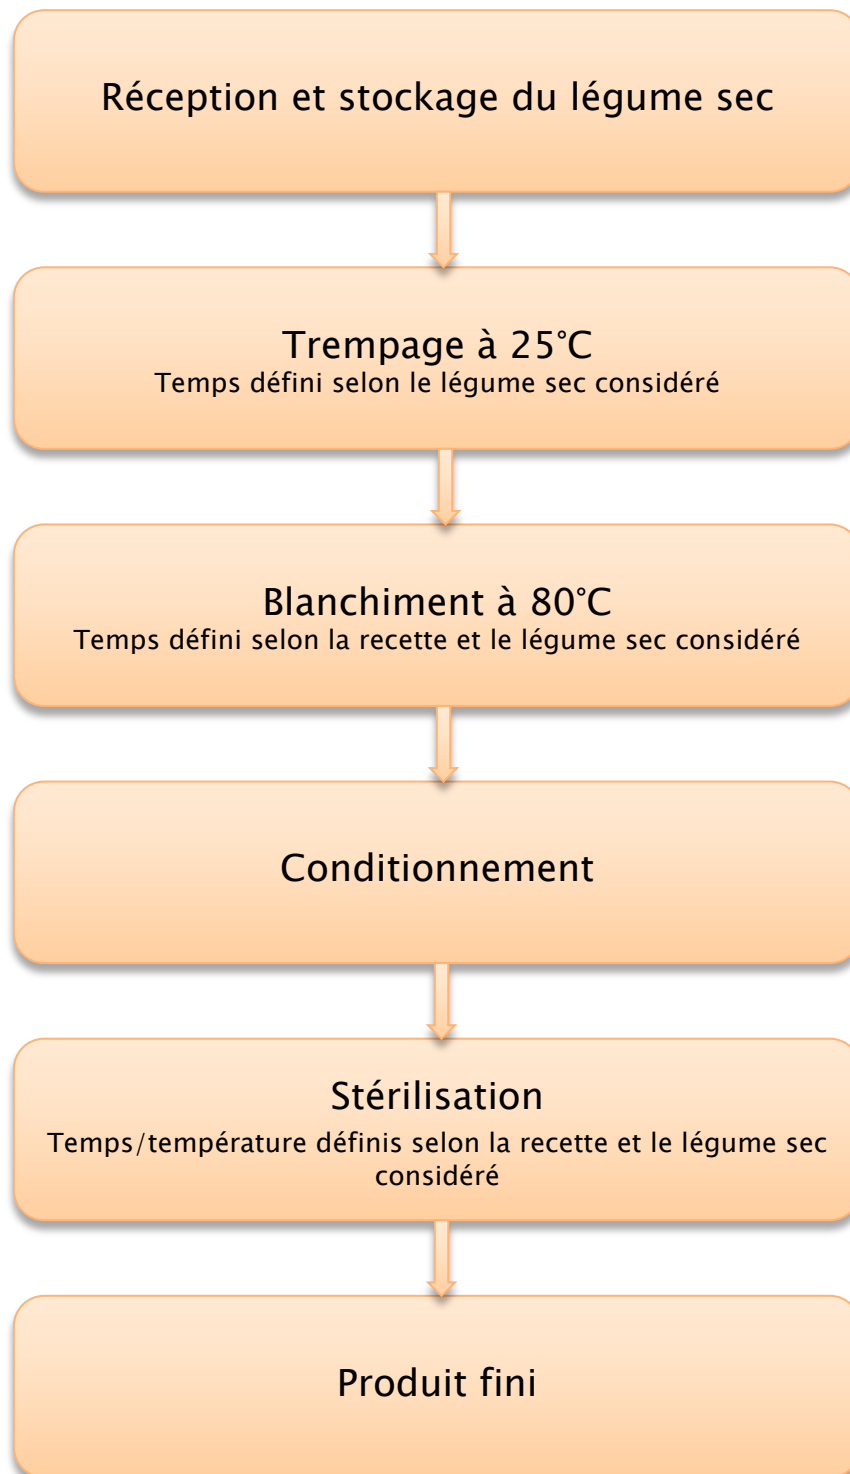 Réception et stockage du légume sec
Trempage à 25°C
Temps défini selon le légume sec considéré
Blanchiment à 80°C
Temps défini selon la recette et le légume sec considéré
Conditionnement
Stérilisation
Temps/température définis selon la recette et le légume sec
considéré
Produit fini